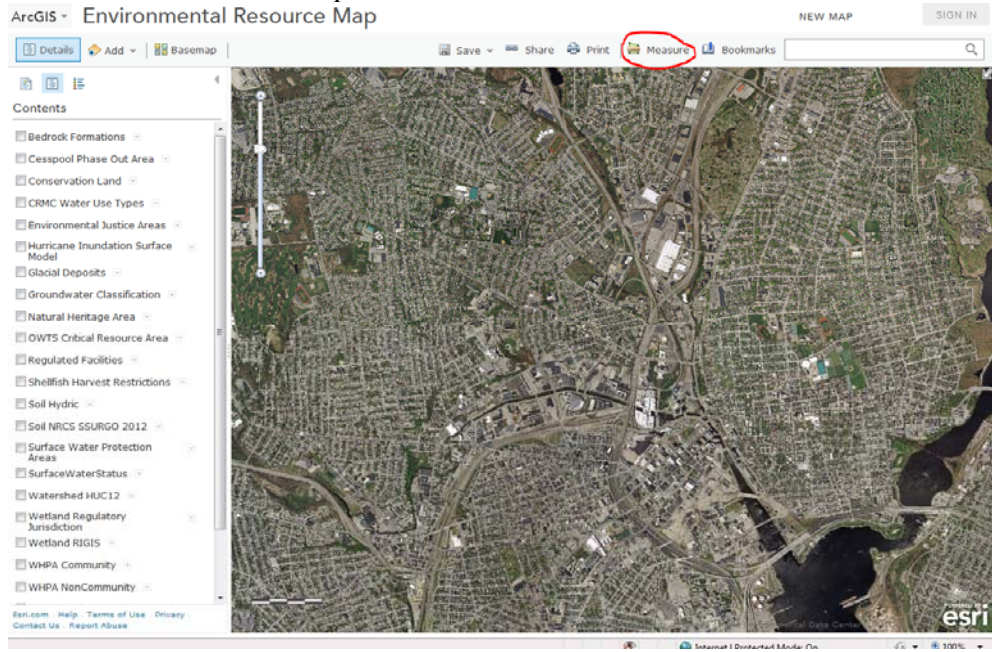 ArcGIS Environmental Resource Map NEW MAP SIGN IN
Details Add Basemap Save Share Print Measure Bookmarks
Contents
Bedrock Formations
Cesspool Phase Out Area
Conservation Land
CRMC Water Use Types
Environmental Justice Areas
Hurricane Inundation Surface
Model
Glacial Deposits
Groundwater Classification
Natural Heritage Area
OWTS Critical Resource Area
Regulated Facilities
Shellfish Harvest Restrictions
Soil Hydric
Soil NRCS SSURGO 2012
Surface Water Protection
Areas
SurfaceWaterStatus
Watershed HUC12
Wetland Regulatory
Jurisdiction
Wetland RIGIS
WHPA Community
WHPA NonCommunity
Esri.com Help Terms of Use Privacy
Contact Us Report Abuse
Data Center
esri
Internet | Protected Mode: On 100%